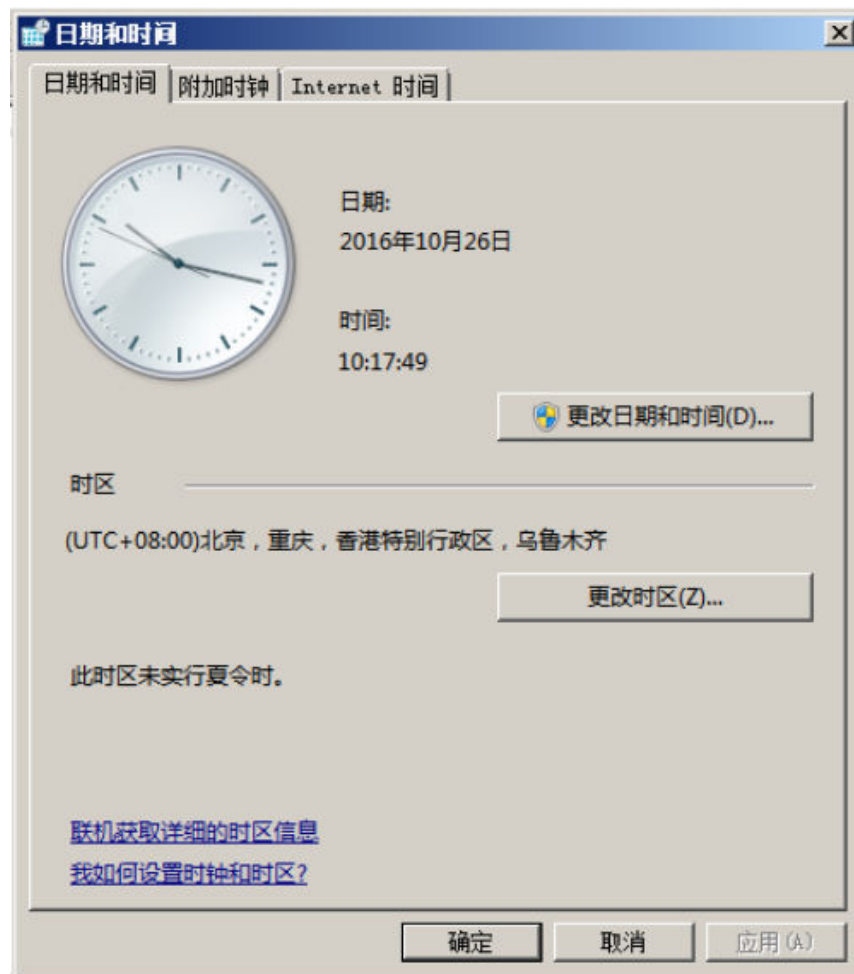 日期和时间
日期和时间 附加时钟 Internet 时间
日期:
2016年10月26日
时间:
10:17:49
更改日期和时间(D)...
时区
(UTC+08:00)北京，重庆，香港特别行政区，乌鲁木齐
更改时区(Z)...
此时区未实行夏令时。
联机获取详细的时区信息
我如何设置时钟和时区?
确定 取消 应用(A)